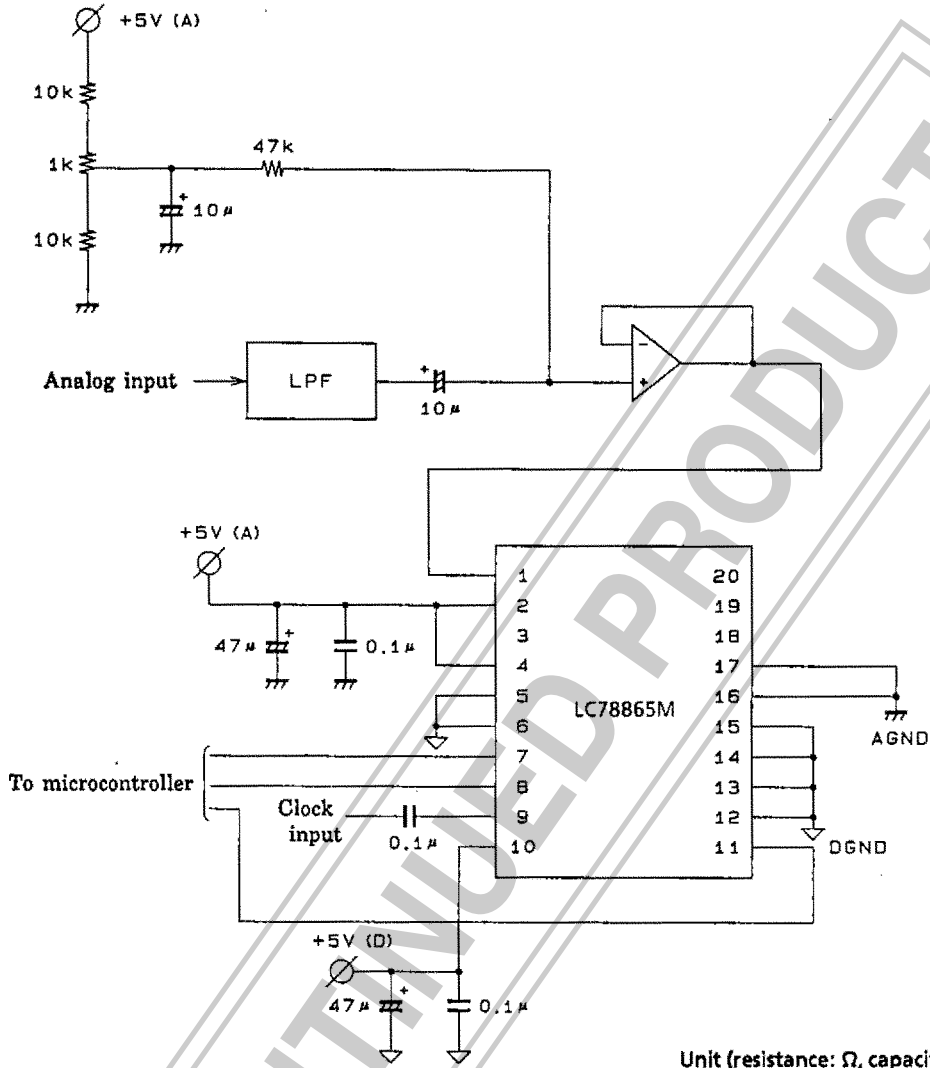 +5V (A)
10k
1k
47k
10μ
10k
Analog input
LPF
10μ
+5V (A)
47μ
0.1μ
1 20
2 19
3 18
4 17
5 16
6 15
7 14
8 13
9 12
10 11
LC78865M
AGND
DGND
To microcontroller
Clock
input
0.1μ
+5V (D)
47μ
0.1μ
Unit (resistance: Ω, capaci
TINUED PRODUCT